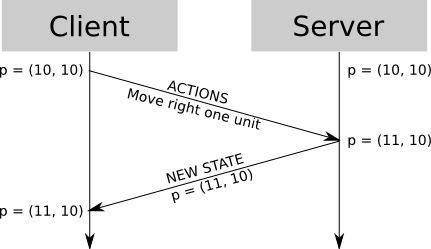 Client
Server
p = (10, 10)
p = (10, 10)
ACTIONS
Move right one unit
p = (11, 10)
NEW STATE
p = (11, 10)
p = (11, 10)